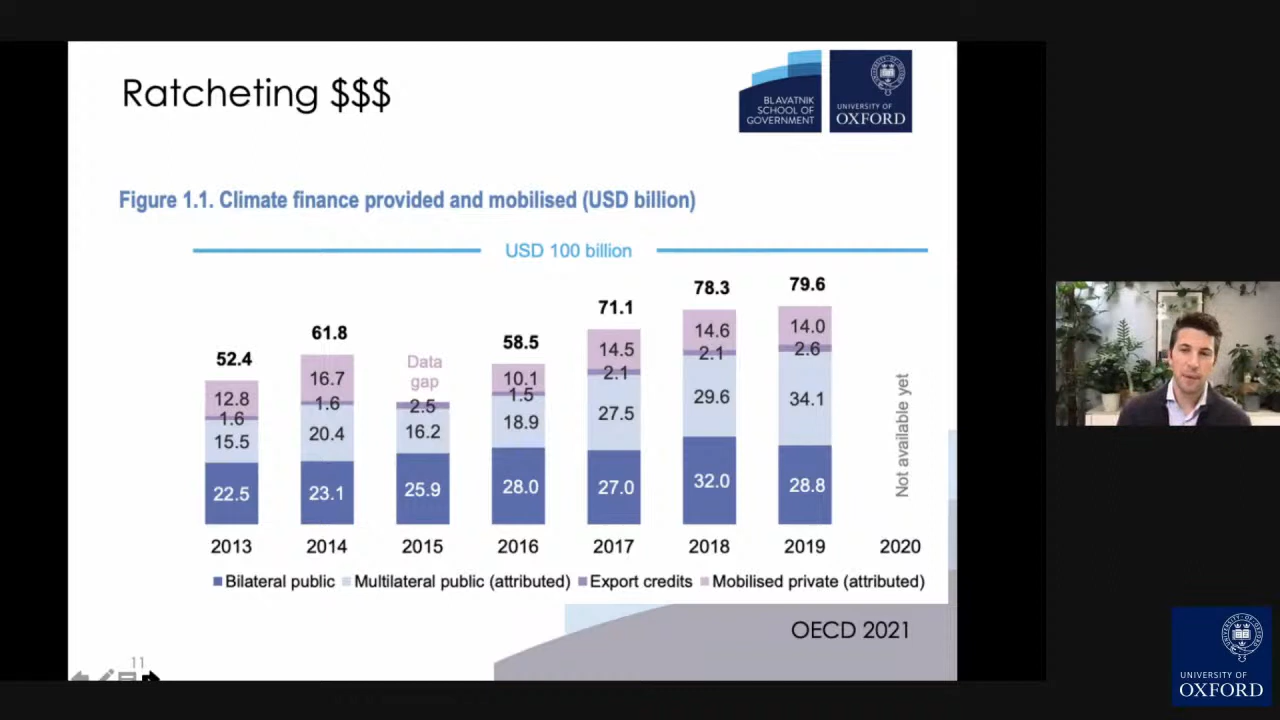 Ratcheting $$$
BLAVATNIK
SCHOOL OF
GOVERNMENT
UNIVERSITY OF
OXFORD
Figure 1.1. Climate finance provided and mobilised (USD billion)
USD 100 billion
52.4
12.8
1.6
15.5
22.5
61.8
16.7
1.6
20.4
23.1
Data
gap
2.5
16.2
25.9
58.5
10.1
1.5
18.9
28.0
71.1
14.5
2.1
27.5
27.0
78.3
14.6
2.1
29.6
32.0
79.6
14.0
2.6
34.1
28.8
Not available yet
2013 2014 2015 2016 2017 2018 2019 2020
Bilateral public Multilateral public (attributed) Export credits Mobilised private (attributed)
OECD 2021
11
UNIVERSITY OF
OXFORD